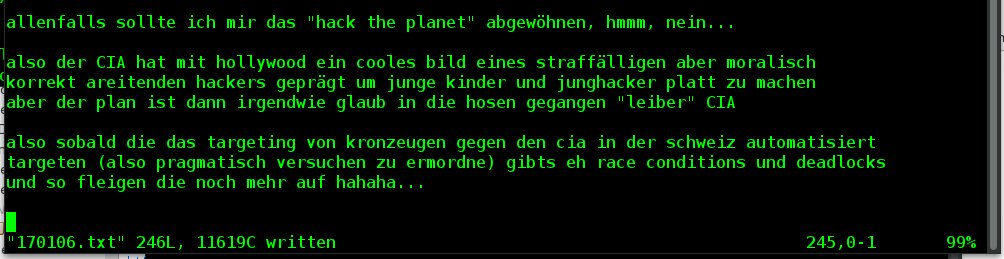 allenfalls sollte ich mir das "hack the planet" abgewöhnen, hmmm, nein...
also der CIA hat mit hollywood ein cooles bild eines straffälligen aber moralisch
korrekt areitenden hackers geprägt um junge kinder und junghacker platt zu machen
aber der plan ist dann irgendwie glaub in die hosen gegangen "leiber" CIA
also sobald die das targeting von kronzeugen gegen den cia in der schweiz automatisiert
targeten (also pragmatisch versuchen zu ermordne) gibts eh race conditions und deadlocks
und so fleigen die noch mehr auf hahaha...
"170106.txt" 246L, 11619C written 245,0-1 99%